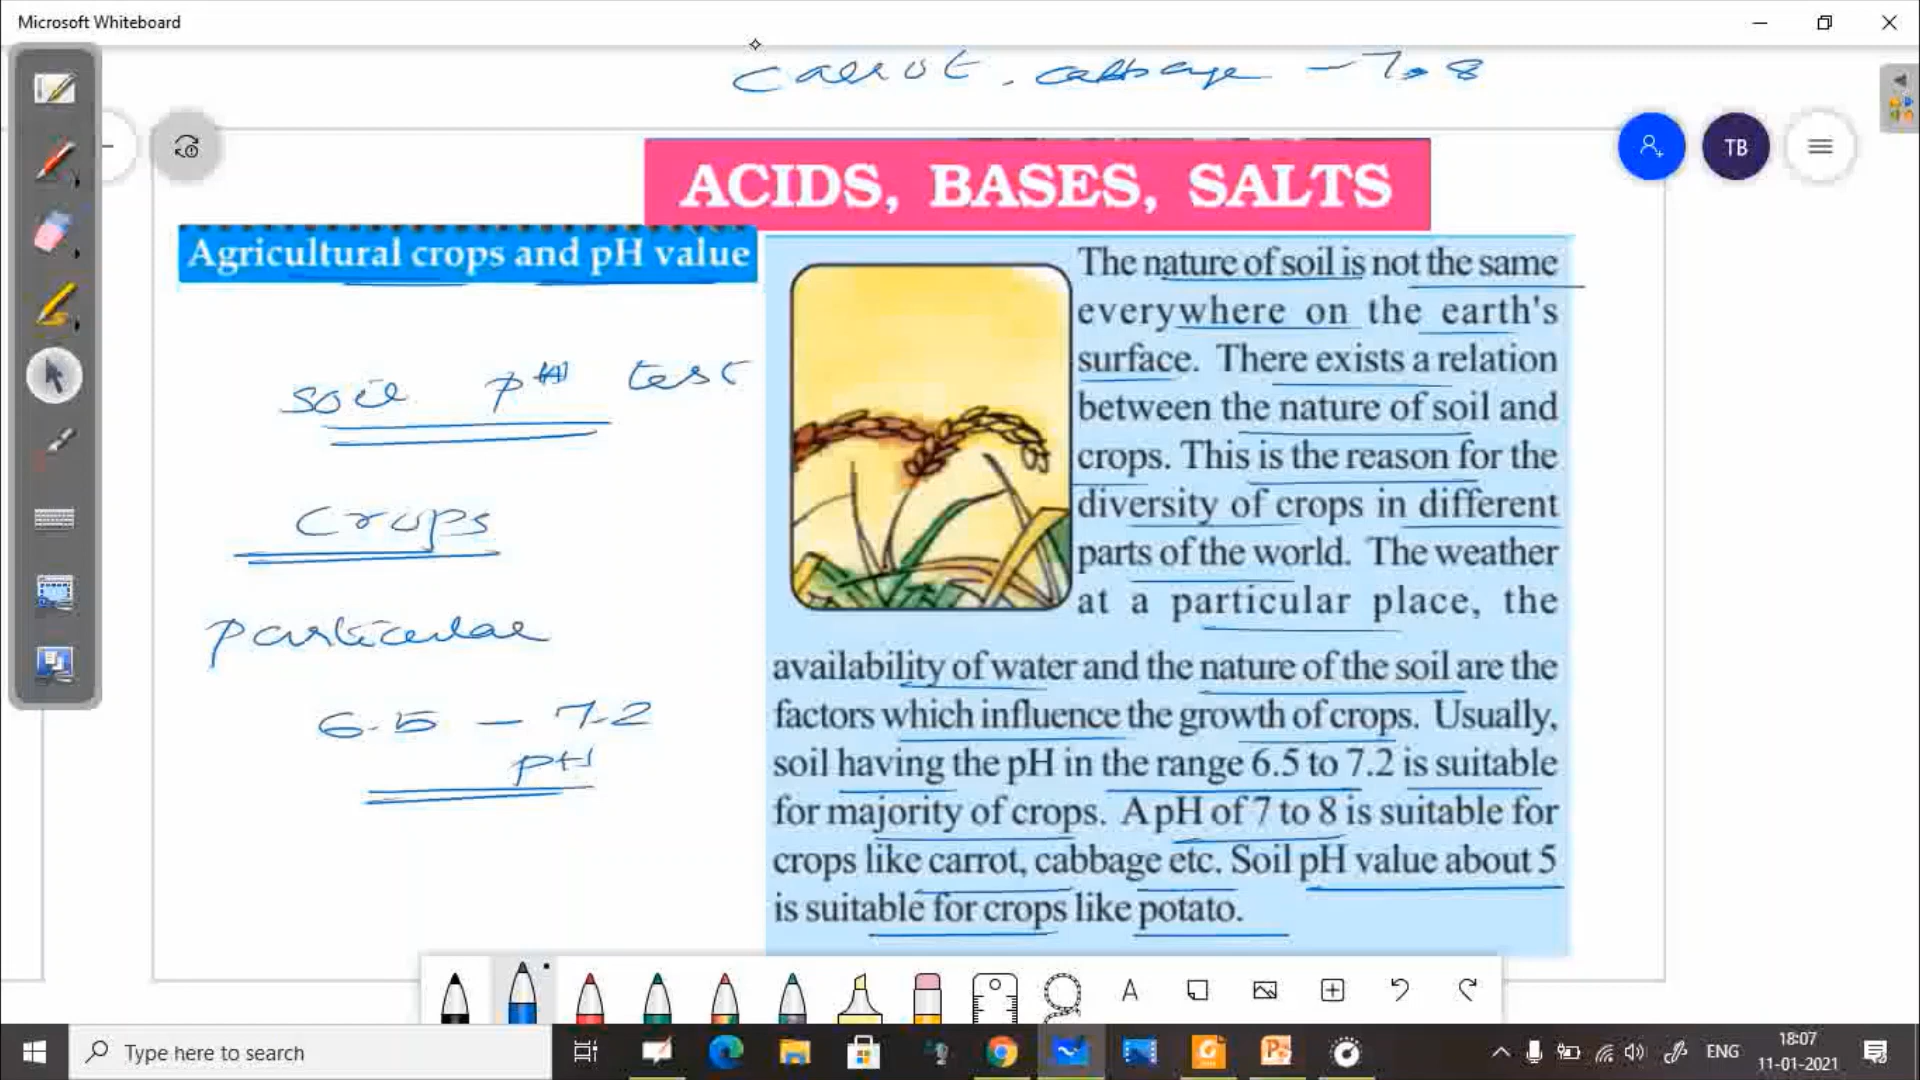 Microsoft Whiteboard
carrot, cabbage - 7.8
TB
ACIDS, BASES, SALTS
Agricultural crops and pH value
soil pH test
crops
particular
6.5 - 7.2
pH
The nature of soil is not the same
everywhere on the earth's
surface. There exists a relation
between the nature of soil and
crops. This is the reason for the
diversity of crops in different
parts of the world. The weather
at a particular place, the
availability of water and the nature of the soil are the
factors which influence the growth of crops. Usually,
soil having the pH in the range 6.5 to 7.2 is suitable
for majority of crops. A pH of 7 to 8 is suitable for
crops like carrot, cabbage etc. Soil pH value about 5
is suitable for crops like potato.
A
Type here to search
ENG
18:07
11-01-2021